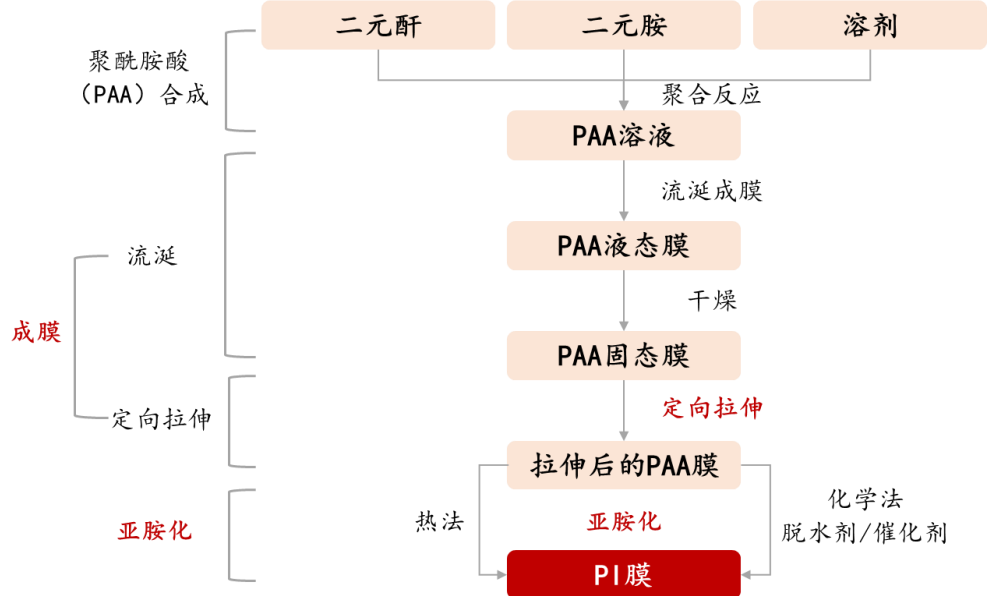 二元酐
二元胺
溶剂
聚酰胺酸
（PAA）合成
聚合反应
PAA溶液
流涎成膜
PAA液态膜
流涎
干燥
成膜
PAA固态膜
定向拉伸
定向拉伸
拉伸后的PAA膜
亚胺化
热法
亚胺化
化学法
脱水剂/催化剂
PI膜